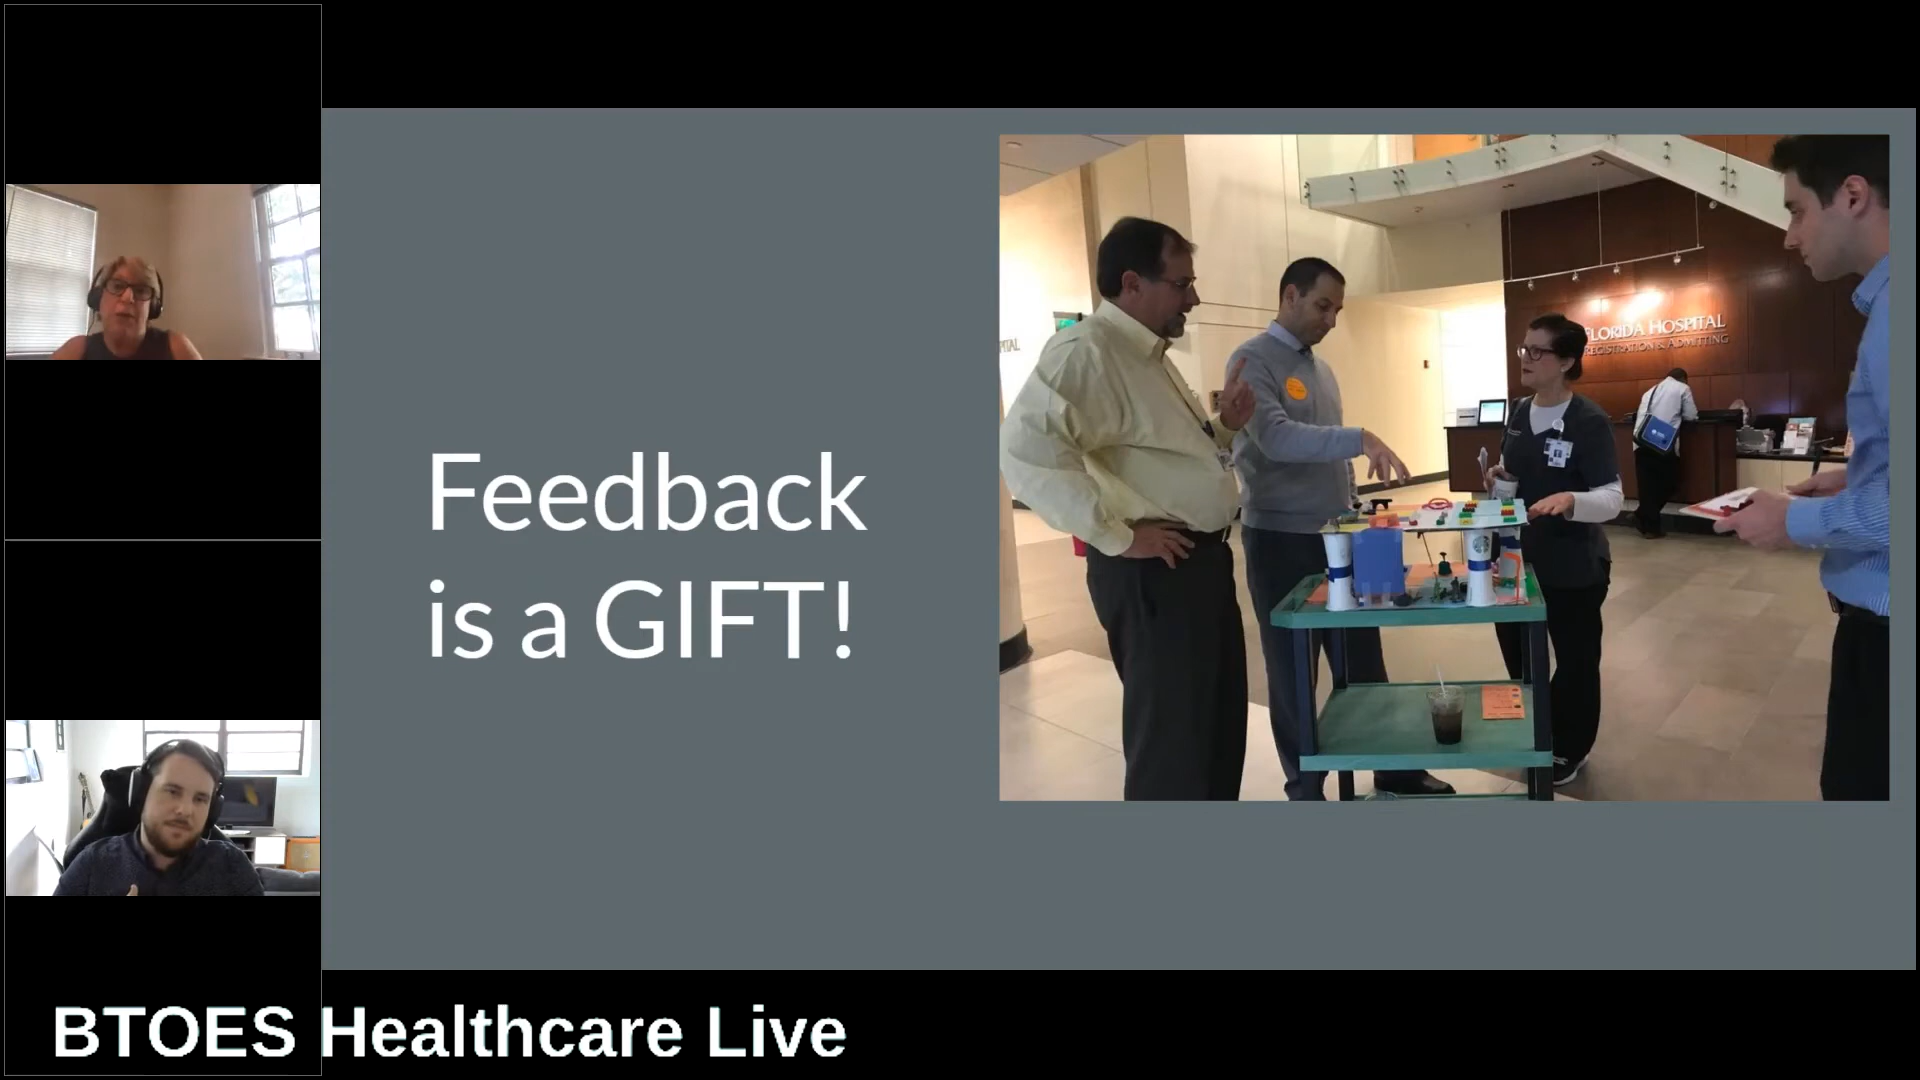 Feedback
is a GIFT!
FLORIDA HOSPITAL
REGISTRATION & ADMITTING
BTOES Healthcare Live